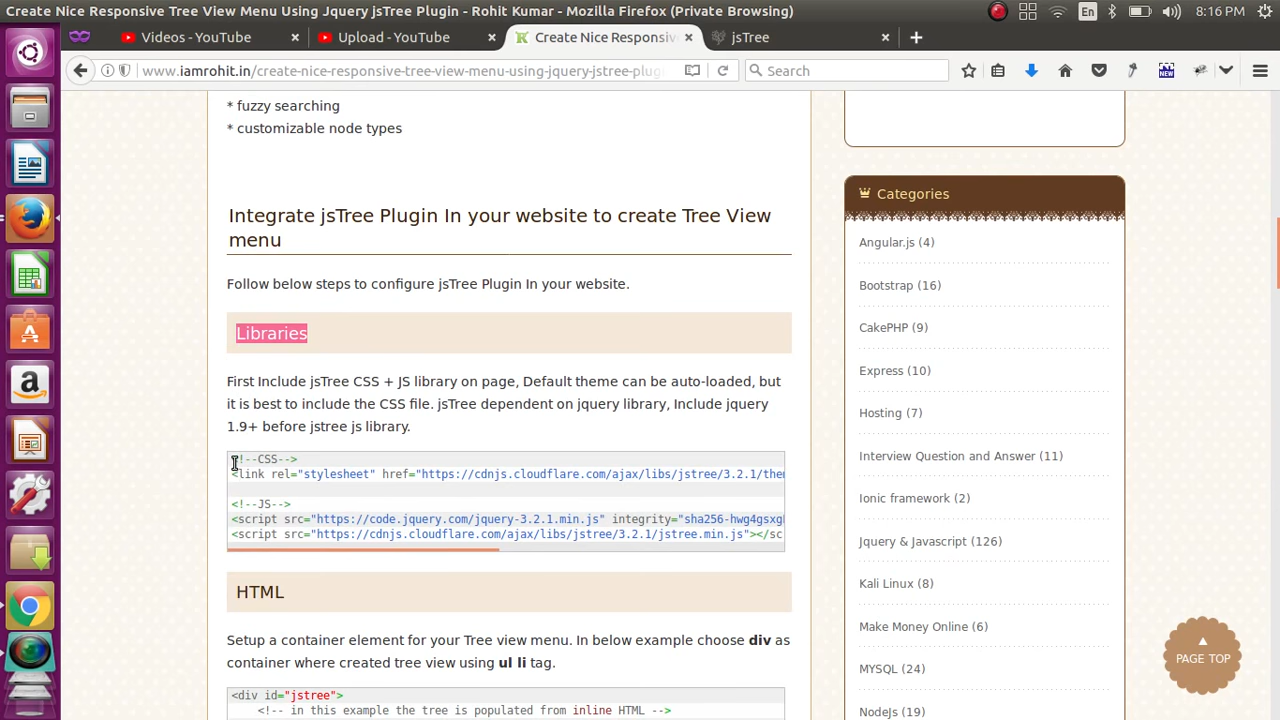 Create Nice Responsive Tree View Menu Using Jquery jsTree Plugin - Rohit Kumar - Mozilla Firefox (Private Browsing)
En
8:16 PM
Videos - YouTube
Upload - YouTube
Create Nice Responsive
jsTree
www.iamrohit.in/create-nice-responsive-tree-view-menu-using-jquery-jstree-plug
Search
NEW
* fuzzy searching
* customizable node types
Integrate jsTree Plugin In your website to create Tree View
menu
Follow below steps to configure jsTree Plugin In your website.
Libraries
First Include jsTree CSS + JS library on page, Default theme can be auto-loaded, but
it is best to include the CSS file. jsTree dependent on jquery library, Include jquery
1.9+ before jstree js library.
<!--CSS-->
<link rel="stylesheet" href="https://cdnjs.cloudflare.com/ajax/libs/jstree/3.2.1/the
<!--JS-->
<script src="https://code.jquery.com/jquery-3.2.1.min.js" integrity="sha256-hwg4gsxg
<script src="https://cdnjs.cloudflare.com/ajax/libs/jstree/3.2.1/jstree.min.js"></sc
HTML
Setup a container element for your Tree view menu. In below example choose div as
container where created tree view using ul li tag.
<div id="jstree">
<!-- in this example the tree is populated from inline HTML -->
Categories
Angular.js (4)
Bootstrap (16)
CakePHP (9)
Express (10)
Hosting (7)
Interview Question and Answer (11)
Ionic framework (2)
Jquery & Javascript (126)
Kali Linux (8)
Make Money Online (6)
MYSQL (24)
NodeJs (19)
PAGE TOP